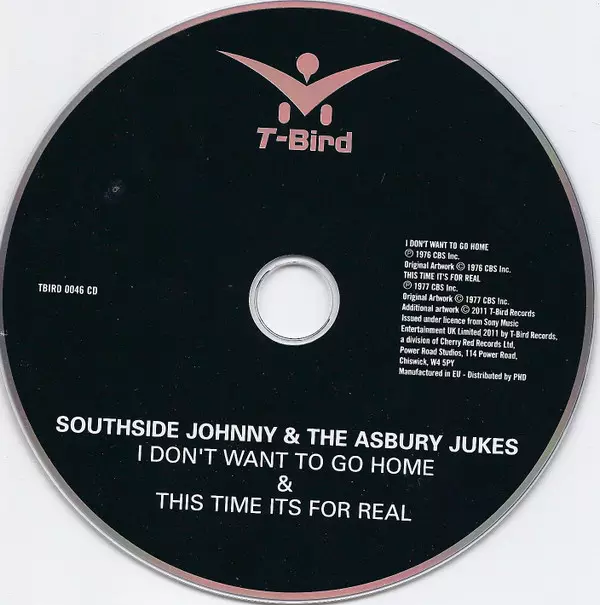 T-Bird
TBIRD 0046 CD
I DON'T WANT TO GO HOME
℗ 1976 CBS Inc.
Original Artwork © 1976 CBS Inc.
THIS TIME IT'S FOR REAL
℗ 1977 CBS Inc.
Original Artwork © 1977 CBS Inc.
Additional artwork © 2011 T-Bird Records
Issued under licence from Sony Music
Entertainment UK Limited 2011 by T-Bird Records,
a division of Cherry Red Records Ltd,
Power Road Studios, 114 Power Road,
Chiswick, W4 5PY
Manufactured in EU - Distributed by PHD
SOUTHSIDE JOHNNY & THE ASBURY JUKES
I DON'T WANT TO GO HOME
&
THIS TIME ITS FOR REAL